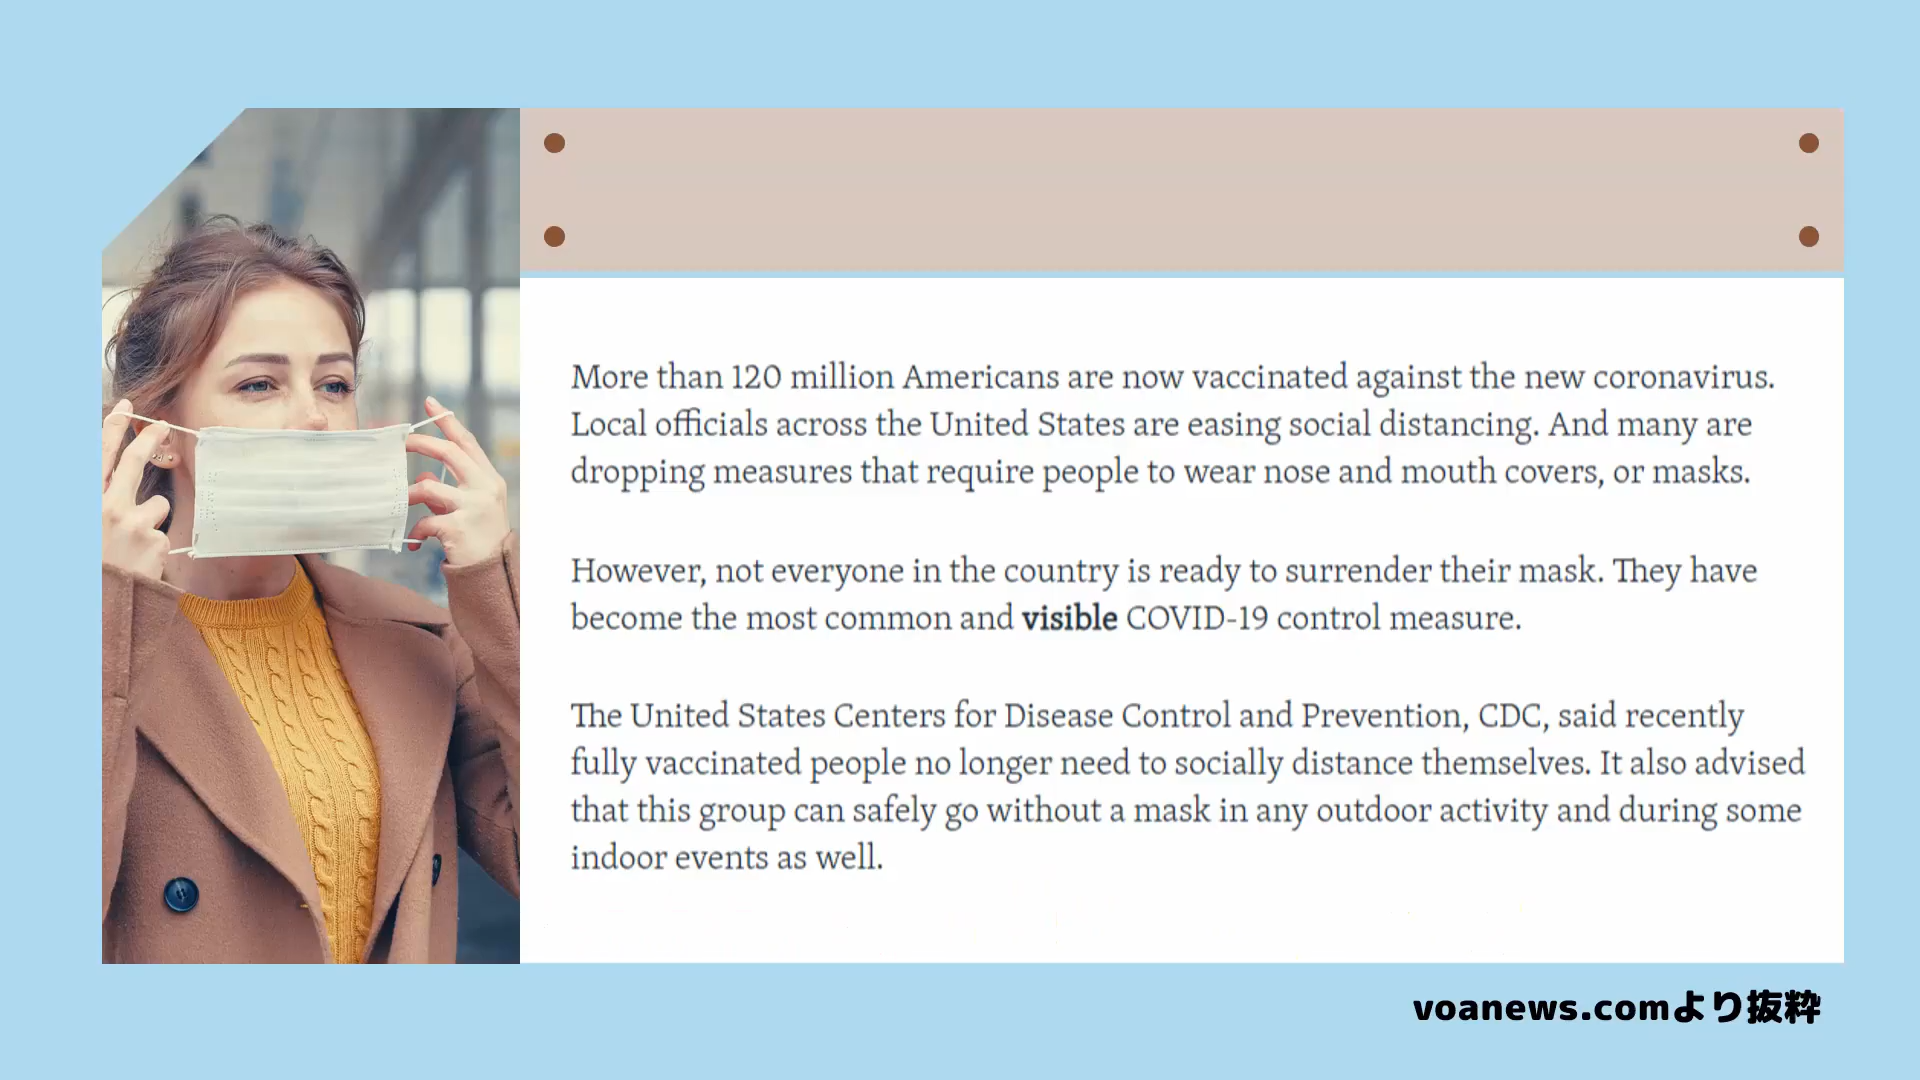 More than 120 million Americans are now vaccinated against the new coronavirus.
Local officials across the United States are easing social distancing. And many are
dropping measures that require people to wear nose and mouth covers, or masks.
However, not everyone in the country is ready to surrender their mask. They have
become the most common and visible COVID-19 control measure.
The United States Centers for Disease Control and Prevention, CDC, said recently
fully vaccinated people no longer need to socially distance themselves. It also advised
that this group can safely go without a mask in any outdoor activity and during some
indoor events as well.
voanews.comより抜粋